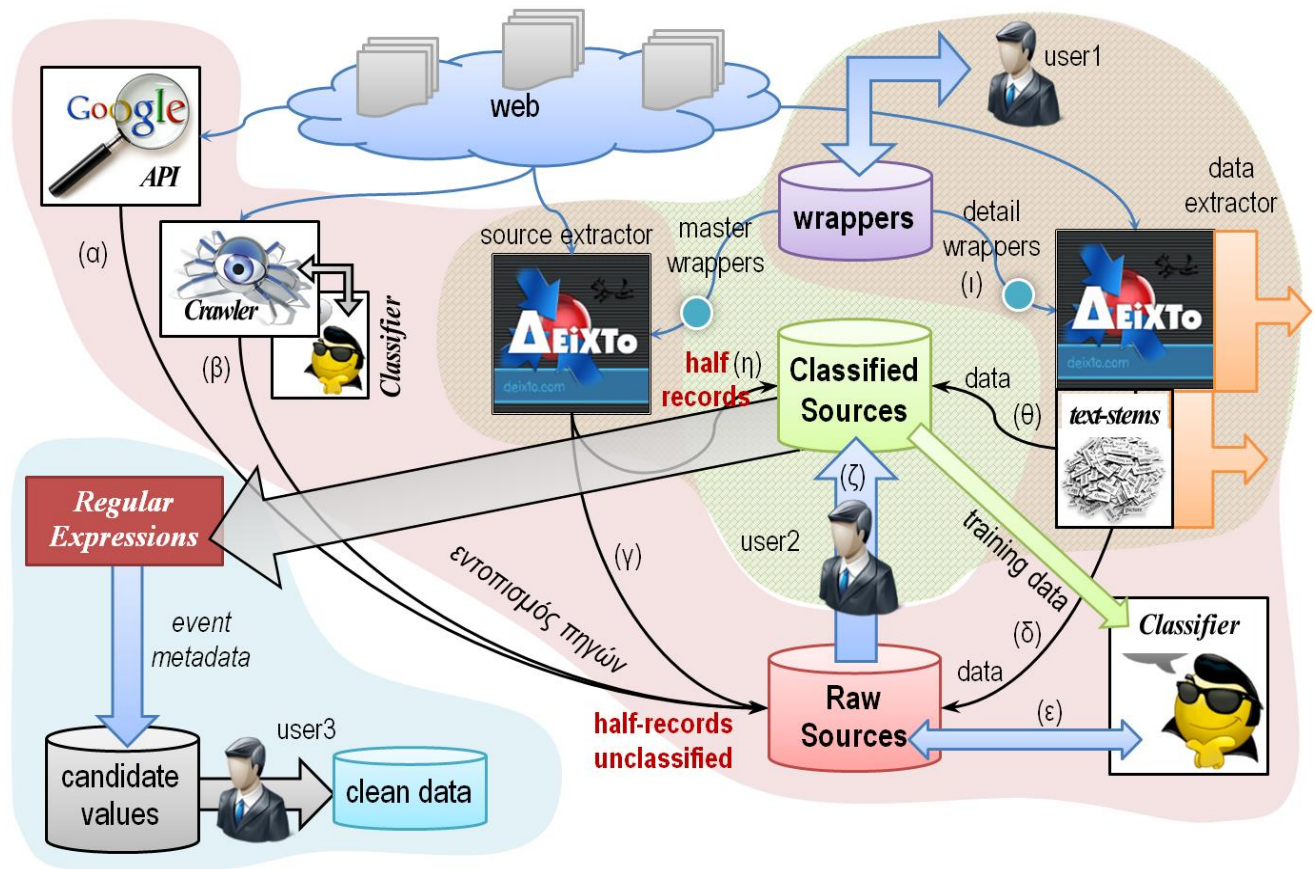 web
user1
Google
API
wrappers
data
extractor
source extractor
master
wrappers
detail
wrappers
(ι)
(α)
Crawler
Classifier
(β)
ΔEiXTo
deixto.com
ΔEiXTo
deixto.com
half
records
(η)
Classified
Sources
data
(θ)
text-stems
Regular
Expressions
(ζ)
user2
(γ)
εντοπισμός πηγών
training data
(δ)
Classifier
event
metadata
data
(ε)
Raw
Sources
half-records
unclassified
user3
candidate
values
clean data